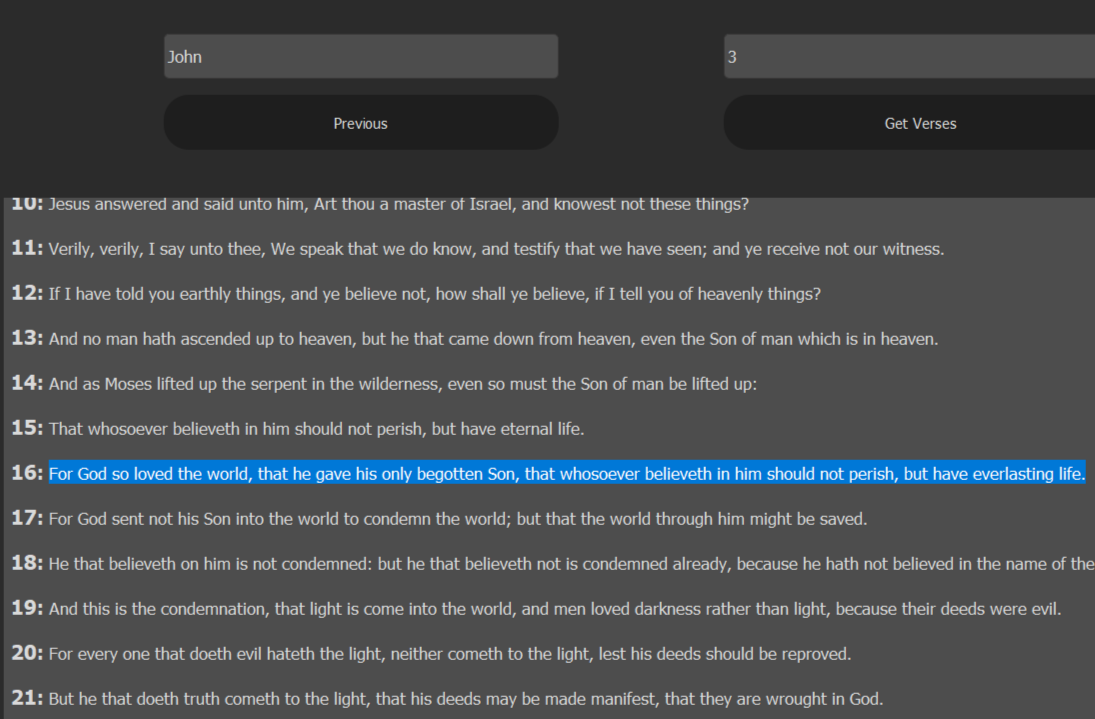 John
3
Previous
Get Verses
10: Jesus answered and said unto him, Art thou a master of Israel, and knowest not these things?
11: Verily, verily, I say unto thee, We speak that we do know, and testify that we have seen; and ye receive not our witness.
12: If I have told you earthly things, and ye believe not, how shall ye believe, if I tell you of heavenly things?
13: And no man hath ascended up to heaven, but he that came down from heaven, even the Son of man which is in heaven.
14: And as Moses lifted up the serpent in the wilderness, even so must the Son of man be lifted up:
15: That whosoever believeth in him should not perish, but have eternal life.
16: For God so loved the world, that he gave his only begotten Son, that whosoever believeth in him should not perish, but have everlasting life.
17: For God sent not his Son into the world to condemn the world; but that the world through him might be saved.
18: He that believeth on him is not condemned: but he that believeth not is condemned already, because he hath not believed in the name of the
19: And this is the condemnation, that light is come into the world, and men loved darkness rather than light, because their deeds were evil.
20: For every one that doeth evil hateth the light, neither cometh to the light, lest his deeds should be reproved.
21: But he that doeth truth cometh to the light, that his deeds may be made manifest, that they are wrought in God.